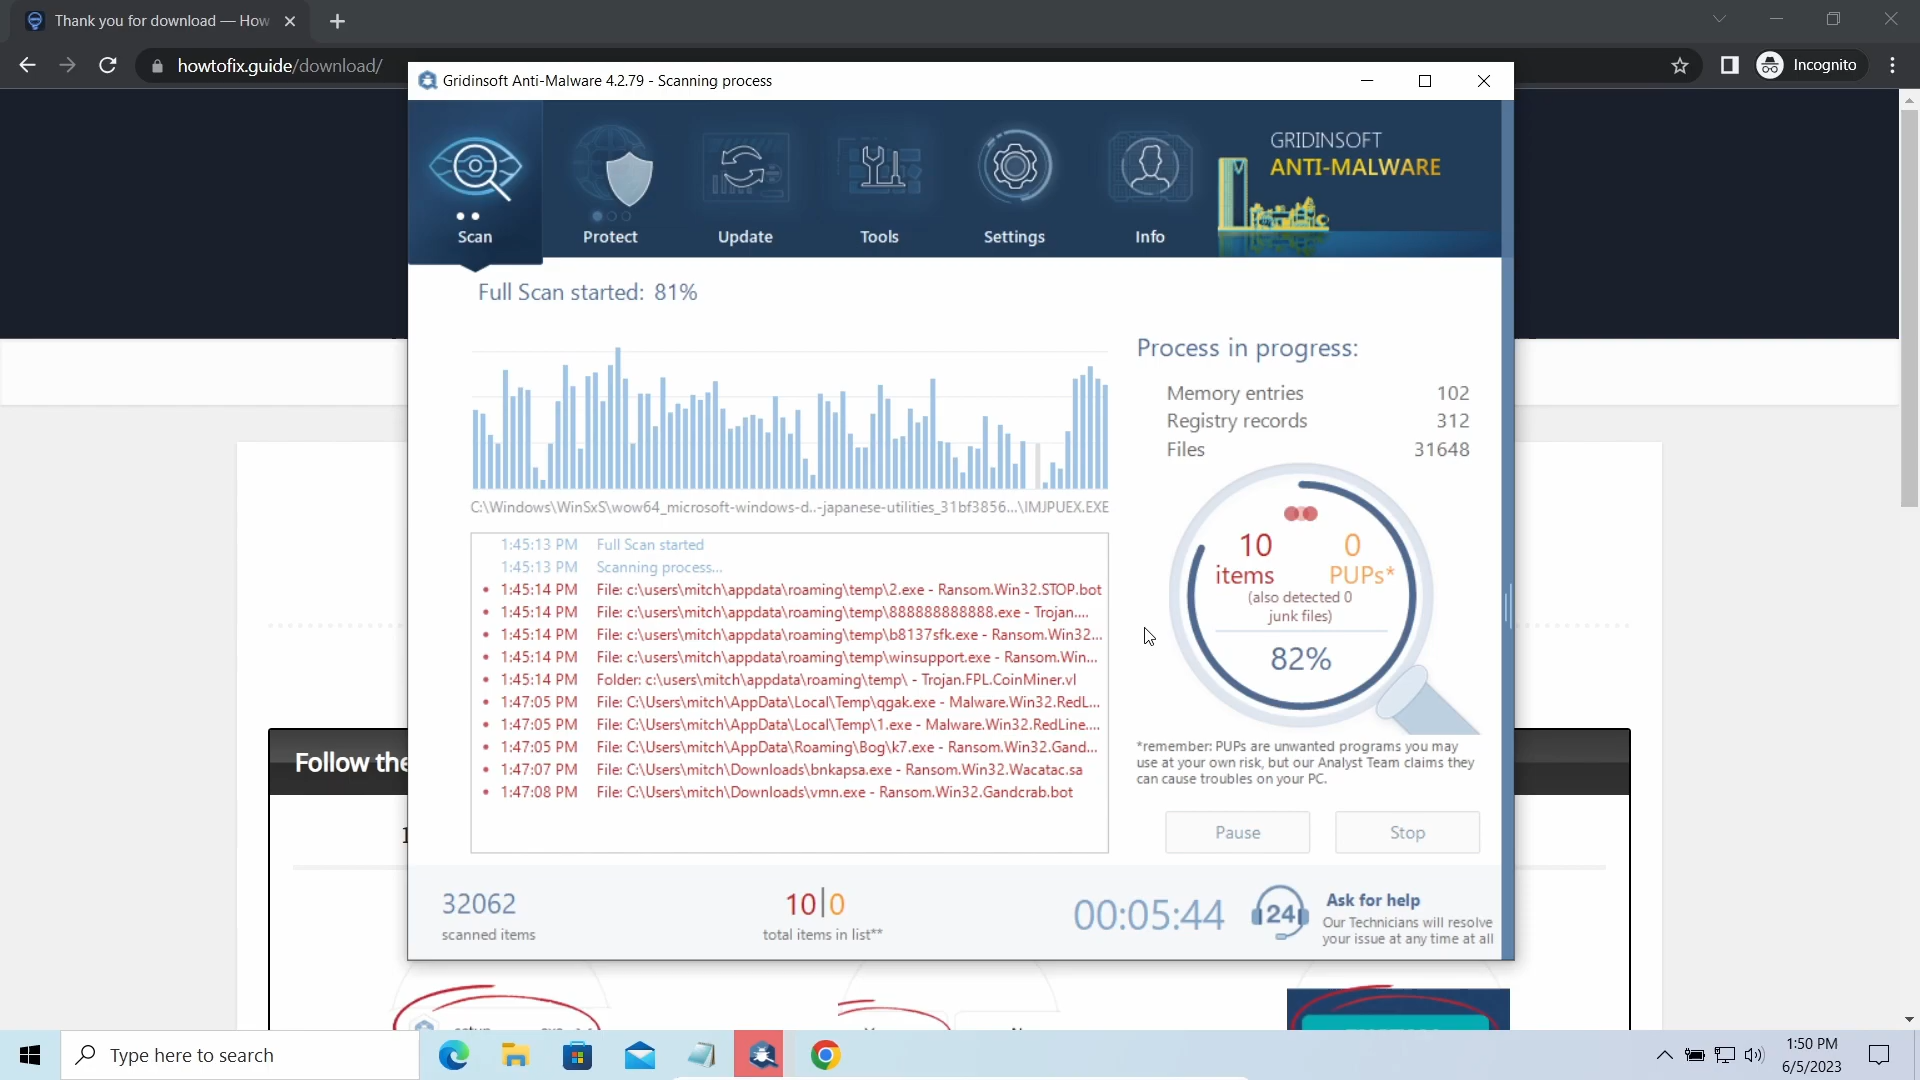 Thank you for download — How
howtofix.guide/download/
Incognito
Gridinsoft Anti-Malware 4.2.79 - Scanning process
Scan
Protect
Update
Tools
Settings
Info
GRIDINSOFT
ANTI-MALWARE
Full Scan started: 81%
C:\Windows\WinSxS\wow64_microsoft-windows-d..-japanese-utilities_31bf3856...\IMJPUEX.EXE
1:45:13 PM Full Scan started
1:45:13 PM Scanning process...
• 1:45:14 PM File: c:\users\mitch\appdata\roaming\temp\2.exe - Ransom.Win32.STOP.bot
• 1:45:14 PM File: c:\users\mitch\appdata\roaming\temp\888888888888.exe - Trojan....
• 1:45:14 PM File: c:\users\mitch\appdata\roaming\temp\b8137sfk.exe - Ransom.Win32...
• 1:45:14 PM File: c:\users\mitch\appdata\roaming\temp\winsupport.exe - Ransom.Win...
• 1:45:14 PM Folder: c:\users\mitch\appdata\roaming\temp\ - Trojan.FPL.CoinMiner.vl
• 1:47:05 PM File: C:\Users\mitch\AppData\Local\Temp\qgak.exe - Malware.Win32.RedL...
• 1:47:05 PM File: C:\Users\mitch\AppData\Local\Temp\1.exe - Malware.Win32.RedLine....
• 1:47:05 PM File: C:\Users\mitch\AppData\Roaming\Bog\k7.exe - Ransom.Win32.Gand...
• 1:47:07 PM File: C:\Users\mitch\Downloads\bnkapsa.exe - Ransom.Win32.Wacatac.sa
• 1:47:08 PM File: C:\Users\mitch\Downloads\vmn.exe - Ransom.Win32.Gandcrab.bot
Process in progress:
Memory entries 102
Registry records 312
Files 31648
10 items
0 PUPs*
(also detected 0
junk files)
82%
*remember: PUPs are unwanted programs you may
use at your own risk, but our Analyst Team claims they
can cause troubles on your PC.
Pause
Stop
32062
scanned items
10|0
total items in list**
00:05:44
24
Ask for help
Our Technicians will resolve
your issue at any time at all
Follow the
1
Type here to search
1:50 PM
6/5/2023